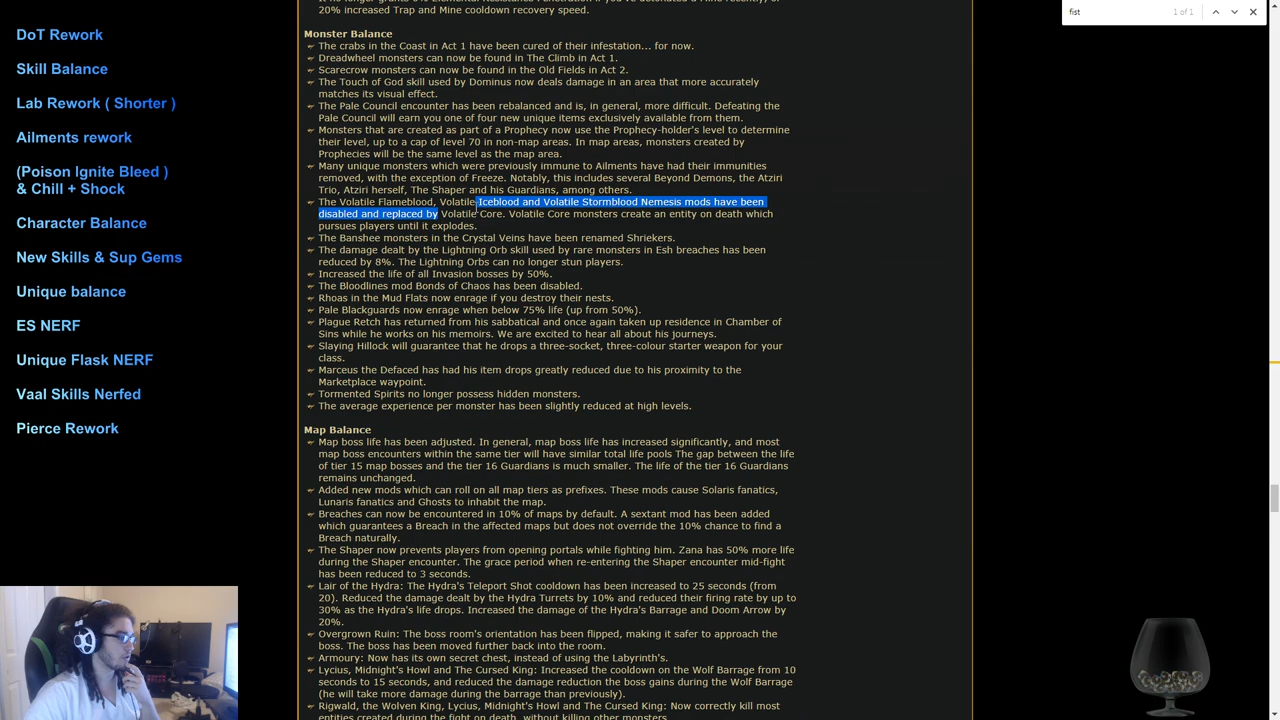 fist
1 of 1
DoT Rework
Skill Balance
Lab Rework ( Shorter )
Ailments rework
(Poison Ignite Bleed )
& Chill + Shock
Character Balance
New Skills & Sup Gems
Unique balance
ES NERF
Unique Flask NERF
Vaal Skills Nerfed
Pierce Rework
20% increased Trap and Mine cooldown recovery speed.
Monster Balance
The crabs in the Coast in Act 1 have been cured of their infestation... for now.
Dreadwheel monsters can now be found in The Climb in Act 1.
Scarecrow monsters can now be found in the Old Fields in Act 2.
The Touch of God skill used by Dominus now deals damage in an area that more accurately
matches its visual effect.
The Pale Council encounter has been rebalanced and is, in general, more difficult. Defeating the
Pale Council will earn you one of four new unique items exclusively available from them.
Monsters that are created as part of a Prophecy now use the Prophecy-holder's level to determine
their level, up to a cap of level 70 in non-map areas. In map areas, monsters created by
Prophecies will be the same level as the map area.
Many unique monsters which were previously immune to Ailments have had their immunities
removed, with the exception of Freeze. Notably, this includes several Beyond Demons, the Atziri
Trio, Atziri herself, The Shaper and his Guardians, among others.
The Volatile Flameblood, Volatile Iceblood and Volatile Stormblood Nemesis mods have been
disabled and replaced by Volatile Core. Volatile Core monsters create an entity on death which
pursues players until it explodes.
The Banshee monsters in the Crystal Veins have been renamed Shriekers.
The damage dealt by the Lightning Orb skill used by rare monsters in Esh breaches has been
reduced by 8%. The Lightning Orbs can no longer stun players.
Increased the life of all Invasion bosses by 50%.
The Bloodlines mod Bonds of Chaos has been disabled.
Rhoas in the Mud Flats now enrage if you destroy their nests.
Pale Blackguards now enrage when below 75% life (up from 50%).
Plague Retch has returned from his sabbatical and once again taken up residence in Chamber of
Sins while he works on his memoirs. We are excited to hear all about his journeys.
Slaying Hillock will guarantee that he drops a three-socket, three-colour starter weapon for your
class.
Marceus the Defaced has had his item drops greatly reduced due to his proximity to the
Marketplace waypoint.
Tormented Spirits no longer possess hidden monsters.
The average experience per monster has been slightly reduced at high levels.
Map Balance
Map boss life has been adjusted. In general, map boss life has increased significantly, and most
map boss encounters within the same tier will have similar total life pools The gap between the life
of tier 15 map bosses and the tier 16 Guardians is much smaller. The life of the tier 16 Guardians
remains unchanged.
Added new mods which can roll on all map tiers as prefixes. These mods cause Solaris fanatics,
Lunaris fanatics and Ghosts to inhabit the map.
Breaches can now be encountered in 10% of maps by default. A sextant mod has been added
which guarantees a Breach in the affected maps but does not override the 10% chance to find a
Breach naturally.
The Shaper now prevents players from opening portals while fighting him. Zana has 50% more life
during the Shaper encounter. The grace period when re-entering the Shaper encounter mid-fight
has been reduced to 3 seconds.
Lair of the Hydra: The Hydra's Teleport Shot cooldown has been increased to 25 seconds (from
20). Reduced the damage dealt by the Hydra Turrets by 10% and reduced their firing rate by up to
30% as the Hydra's life drops. Increased the damage of the Hydra's Barrage and Doom Arrow by
20%.
Overgrown Ruin: The boss room's orientation has been flipped, making it safer to approach the
boss. The boss has been moved further back into the room.
Armoury: Now has its own secret chest, instead of using the Labyrinth's.
Lycius, Midnight's Howl and The Cursed King: Increased the cooldown on the Wolf Barrage from 10
seconds to 15 seconds, and reduced the damage reduction the boss gains during the Wolf Barrage
(he will take more damage during the barrage than previously).
Rigwald, the Wolven King, Lycius, Midnight's Howl and The Cursed King: Now correctly kill most
entities created during the fight on death, without killing other monsters.